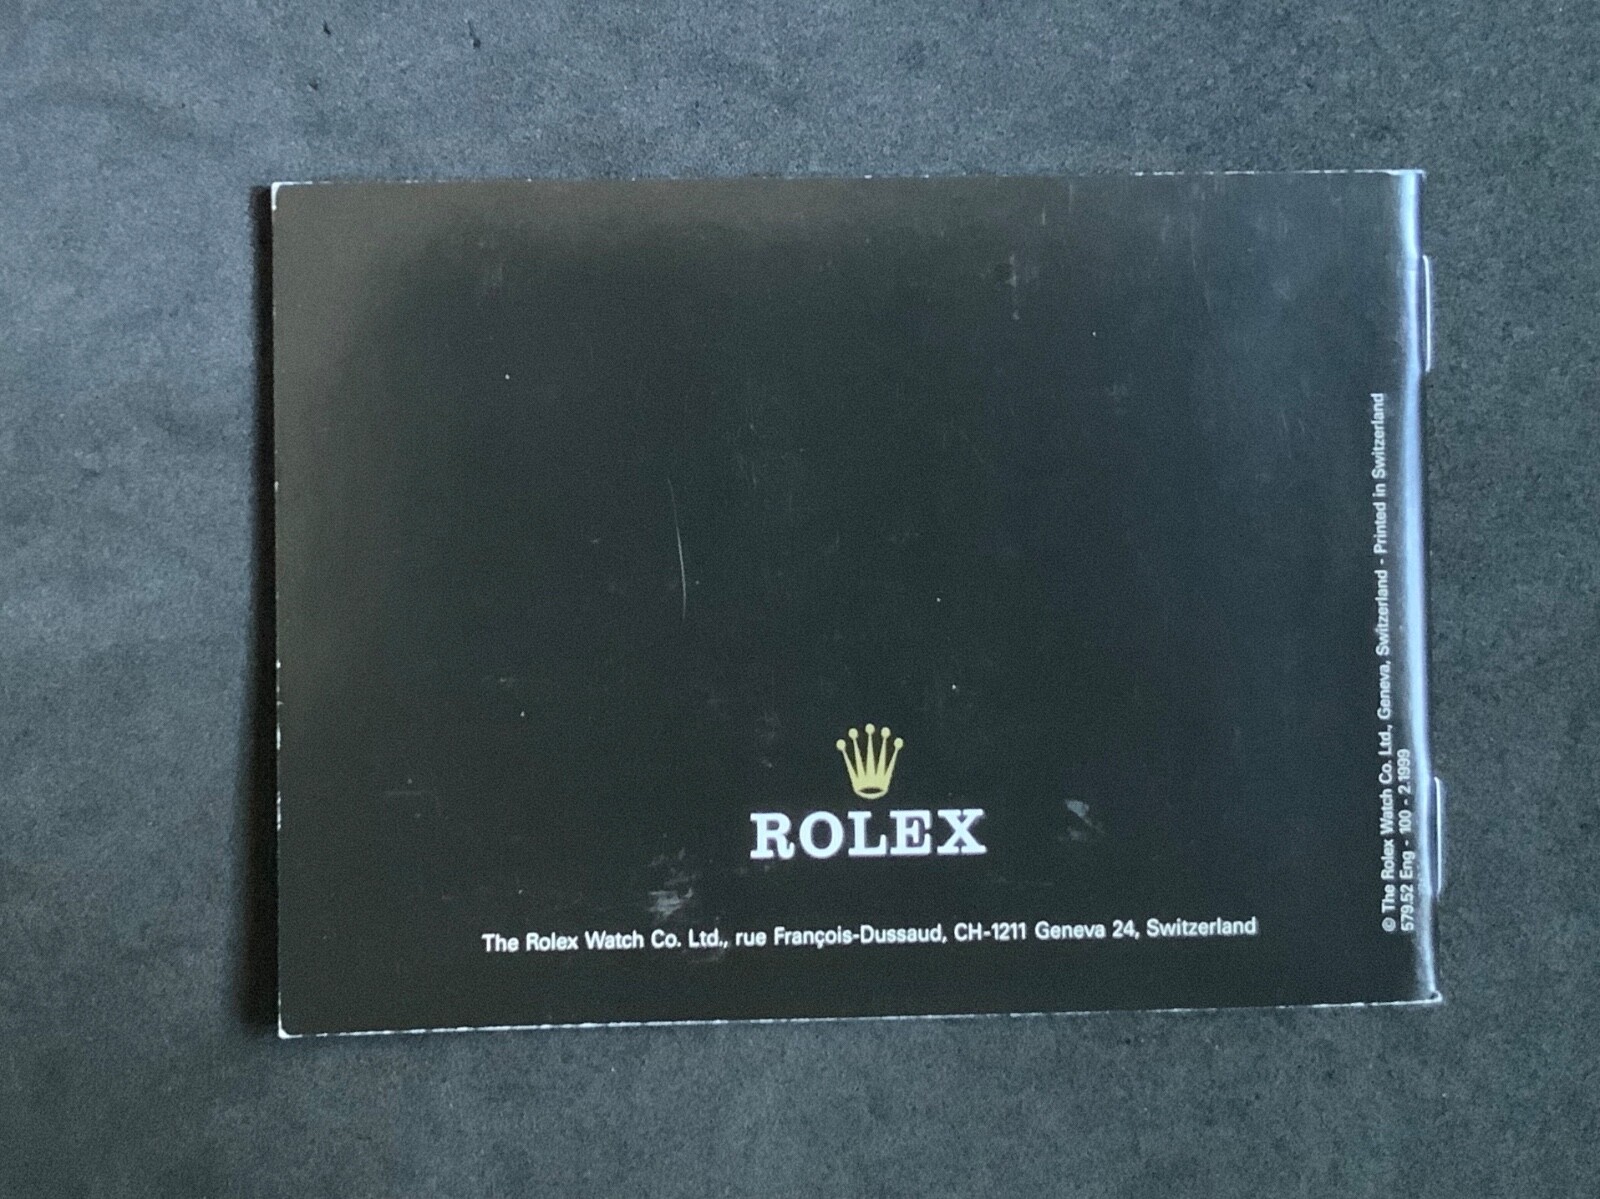 ROLEX
The Rolex Watch Co. Ltd., rue François-Dussaud, CH-1211 Geneva 24, Switzerland
© The Rolex Watch Co. Ltd., Geneva, Switzerland - Printed in Switzerland
579.52 Eng - 100 - 2.1999